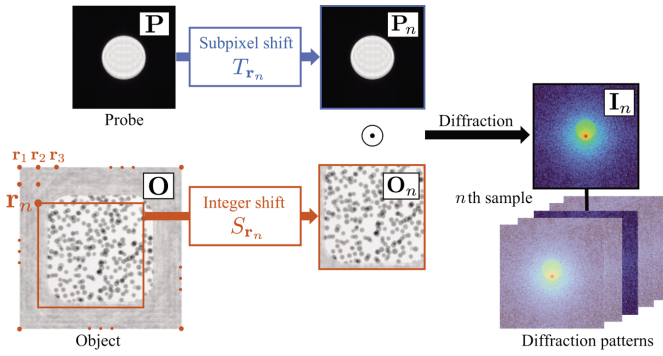 P
Subpixel shift
T_{r_n}
P_n
Probe
Diffraction
I_n
r_1 r_2 r_3
r_n
O
Integer shift
S_{r_n}
O_n
⊙
nth sample
Object
Diffraction patterns